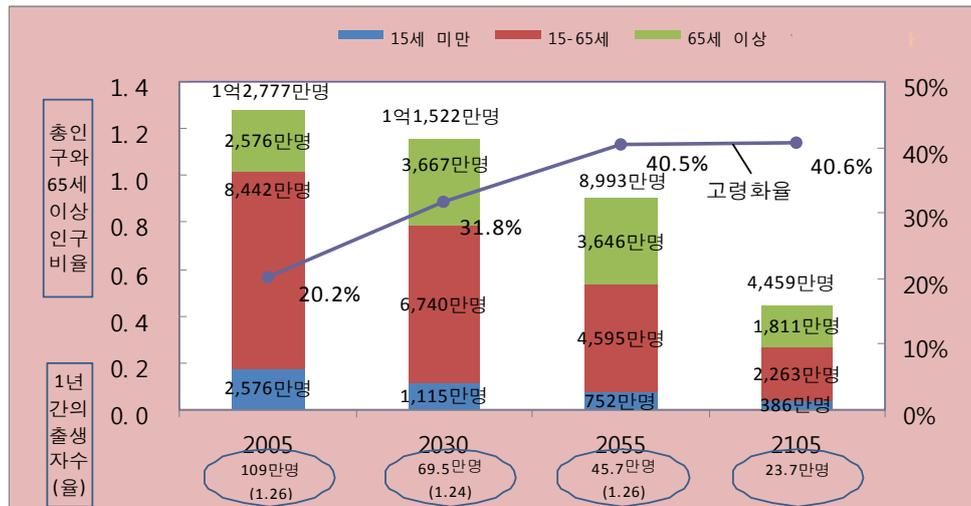 15세 미만 15-65세 65세 이상
총인
구와
65세
이상
인구
비율
1년
간의
출생
자수
(율)
1.4
1.2
1.0
0.8
0.6
0.4
0.2
0.0
1억2,777만명
2,576만명
8,442만명
2,576만명
20.2%
1억1,522만명
3,667만명
31.8%
6,740만명
1,115만명
8,993만명
40.5%
3,646만명
4,595만명
752만명
고령화율
40.6%
4,459만명
1,811만명
2,263만명
386만명
50%
40%
30%
20%
10%
0%
2005 2030 2055 2105
109만명
(1.26)
69.5만명
(1.24)
45.7만명
(1.26)
23.7만명